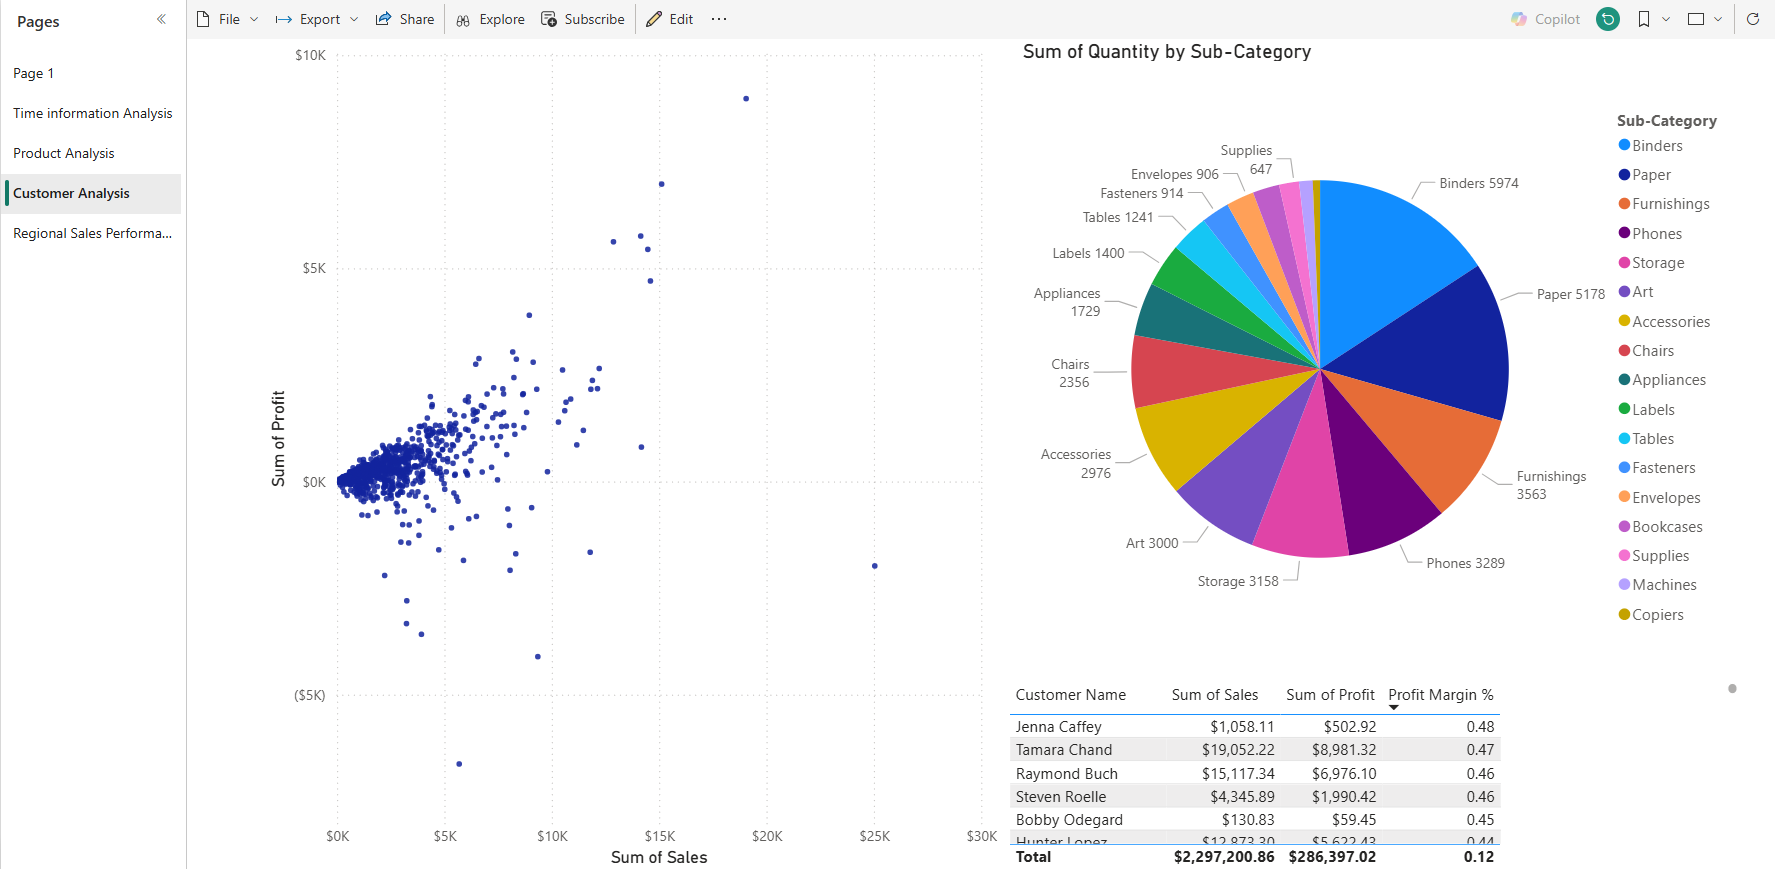 Pages
File
Export
Share
Explore
Subscribe
Edit
Copilot
Page 1
Time information Analysis
Product Analysis
Customer Analysis
Regional Sales Performa...
$10K
$5K
$0K
($5K)
Sum of Profit
$0K
$5K
$10K
$15K
$20K
$25K
$30K
Sum of Sales
Sum of Quantity by Sub-Category
Supplies
647
Envelopes 906
Fasteners 914
Tables 1241
Labels 1400
Appliances
1729
Chairs
2356
Accessories
2976
Art 3000
Storage 3158
Phones 3289
Furnishings
3563
Paper 5178
Binders 5974
Sub-Category
Binders
Paper
Furnishings
Phones
Storage
Art
Accessories
Chairs
Appliances
Labels
Tables
Fasteners
Envelopes
Bookcases
Supplies
Machines
Copiers
Customer Name Sum of Sales Sum of Profit Profit Margin %
Jenna Caffey $1,058.11 $502.92 0.48
Tamara Chand $19,052.22 $8,981.32 0.47
Raymond Buch $15,117.34 $6,976.10 0.46
Steven Roelle $4,345.89 $1,990.42 0.46
Bobby Odegard $130.83 $59.45 0.45
Hunter Lopez $12,873.30 $5,622.43 0.44
Total $2,297,200.86 $286,397.02 0.12